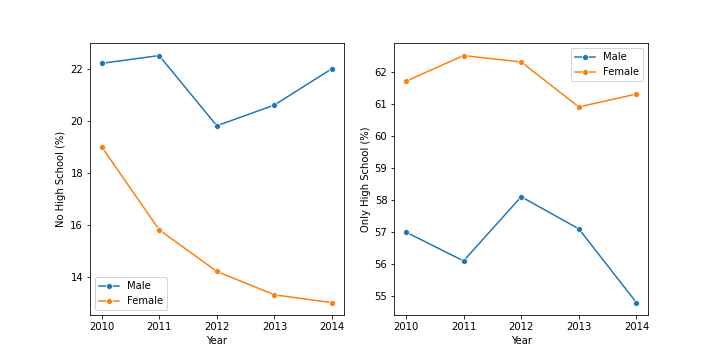 No High School (%)
22
20
18
16
14
2010 2011 2012 2013 2014
Year
Male
Female
Only High School (%)
62
61
60
59
58
57
56
55
2010 2011 2012 2013 2014
Year
Male
Female